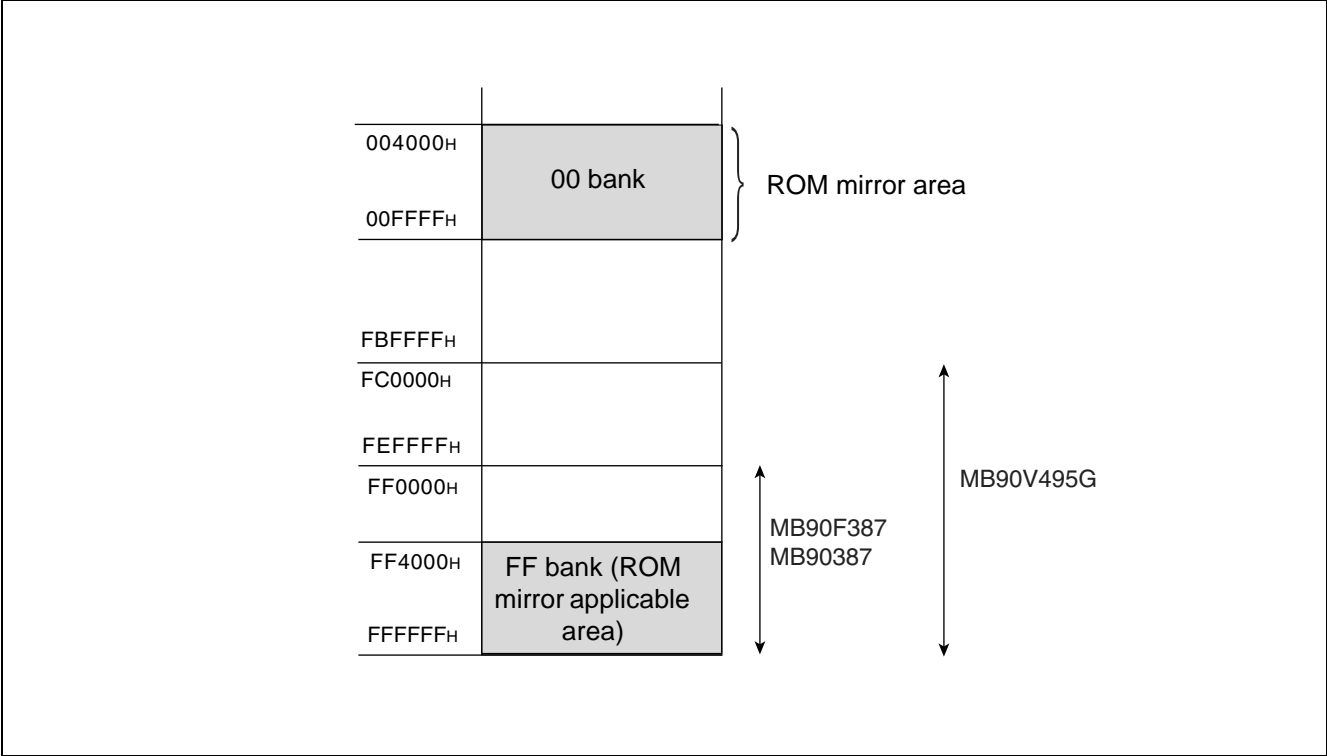 004000H
00 bank
ROM mirror area
00FFFFH
FBFFFFH
FC0000H
FEFFFFH
FF0000H
MB90V495G
MB90F387
MB90387
FF4000H
FF bank (ROM
mirror applicable
area)
FFFFFFH